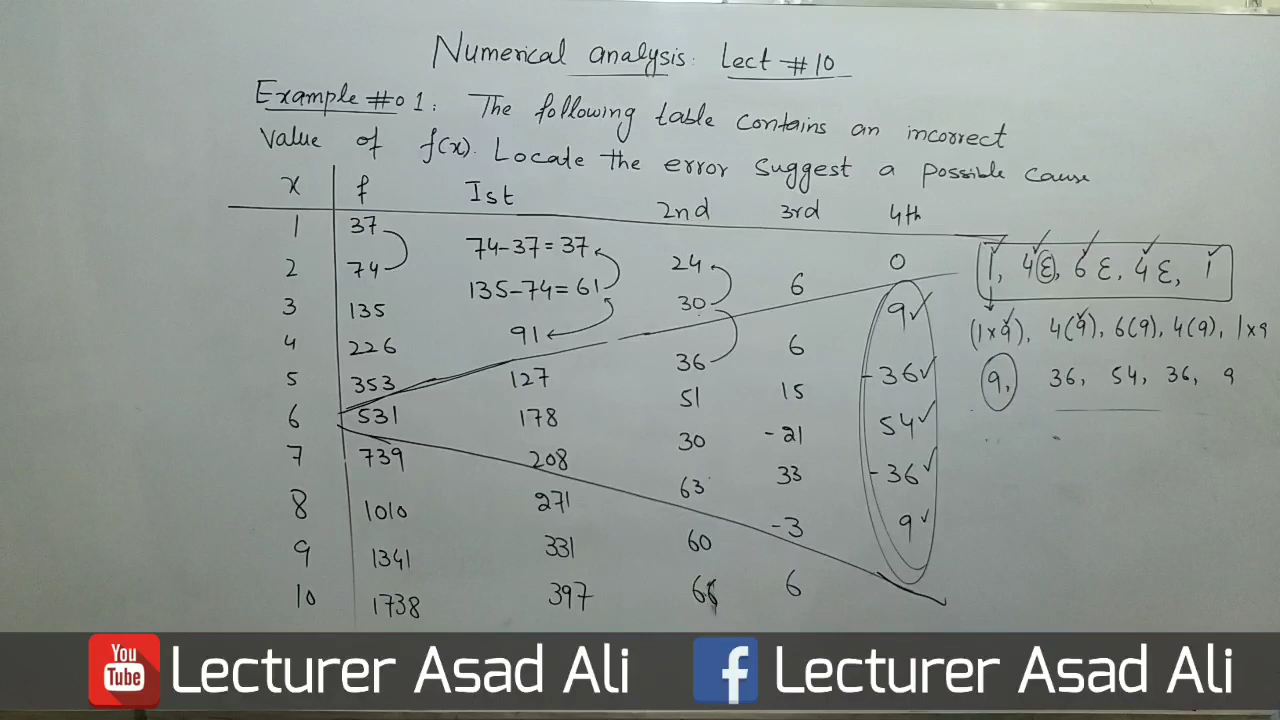 Numerical analysis: Lect #10
Example #01: The following table contains an incorrect
value of f(x). Locate the error suggest a possible cause
x f Ist 2nd 3rd 4th
1 37
74-37=37
2 74 24 0
135-74=61 6
3 135 30 9
91
4 226 36 6
127 -36
5 353 51 15
6 531 178 54
30 -21
7 739 208 -36
63 33
8 1010 271 9
-3
9 1341 331 60
10 1738 397 66 6
1, 4(ε), 6ε, 4ε, 1
(1×9), 4(9), 6(9), 4(9), 1×9
9, 36, 54, 36, 9
You Tube Lecturer Asad Ali f Lecturer Asad Ali